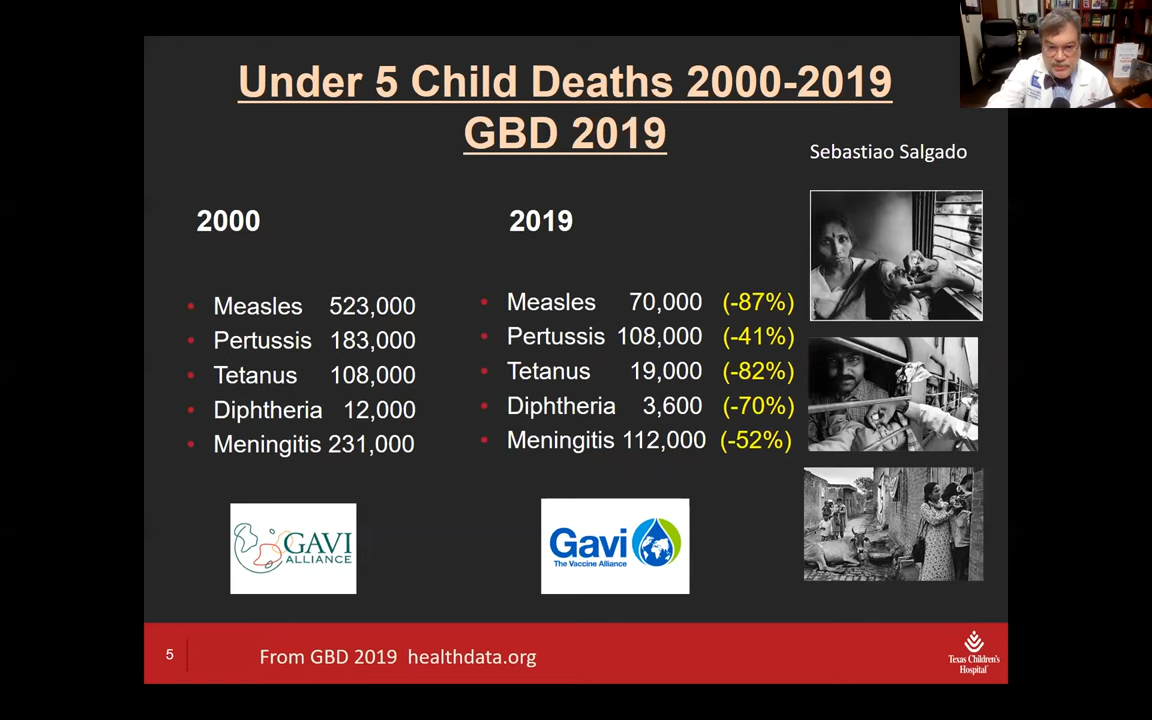 Under 5 Child Deaths 2000-2019
GBD 2019
Sebastiao Salgado
2000
• Measles 523,000
• Pertussis 183,000
• Tetanus 108,000
• Diphtheria 12,000
• Meningitis 231,000
2019
• Measles 70,000 (-87%)
• Pertussis 108,000 (-41%)
• Tetanus 19,000 (-82%)
• Diphtheria 3,600 (-70%)
• Meningitis 112,000 (-52%)
GAVI
ALLIANCE
Gavi
The Vaccine Alliance
5
From GBD 2019 healthdata.org
Texas Children's
Hospital